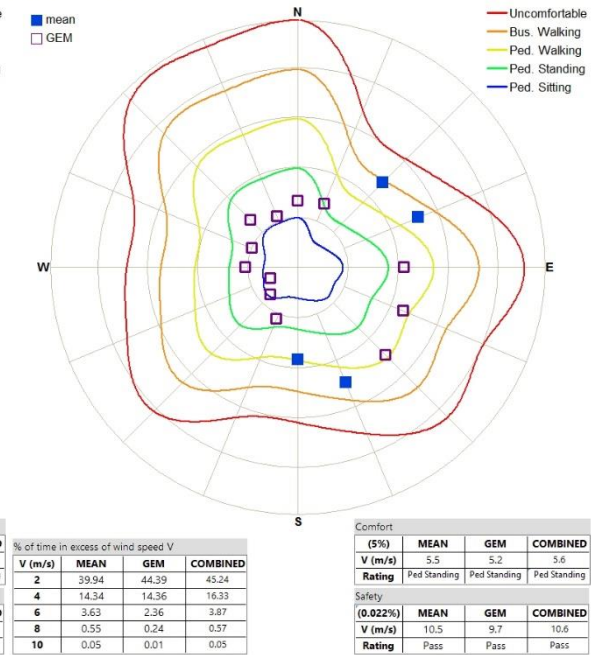 mean
GEM
N
Uncomfortable
Bus. Walking
Ped. Walking
Ped. Standing
Ped. Sitting
W
E
S
% of time in excess of wind speed V
V (m/s) MEAN GEM COMBINED
2 39.94 44.39 45.24
4 14.34 14.36 16.33
6 3.63 2.36 3.87
8 0.55 0.24 0.57
10 0.05 0.01 0.05
Comfort
(5%) MEAN GEM COMBINED
V (m/s) 5.5 5.2 5.6
Rating Ped Standing Ped Standing Ped Standing
Safety
(0.022%) MEAN GEM COMBINED
V (m/s) 10.5 9.7 10.6
Rating Pass Pass Pass